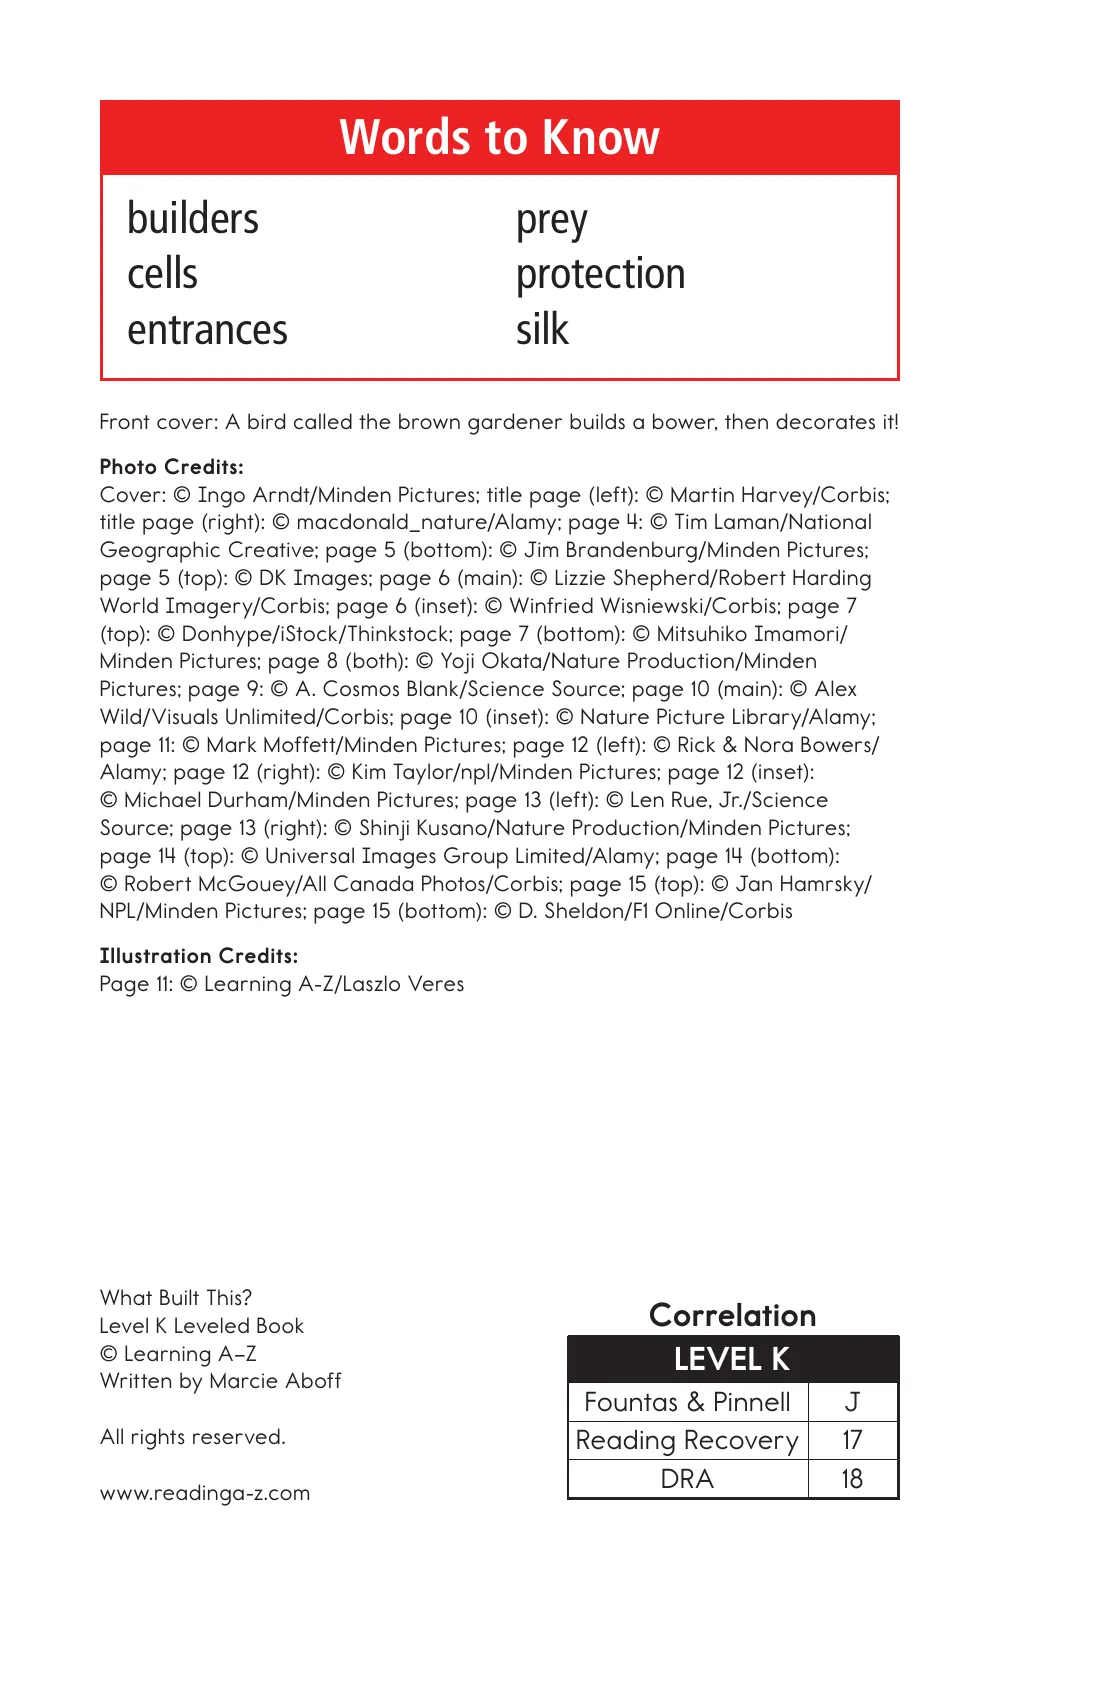 Words to Know
builders
cells
entrances
prey
protection
silk
Front cover: A bird called the brown gardener builds a bower, then decorates it!
Photo Credits:
Cover: © Ingo Arndt/Minden Pictures; title page (left): © Martin Harvey/Corbis;
title page (right): © macdonald_nature/Alamy; page 4: © Tim Laman/National
Geographic Creative; page 5 (bottom): © Jim Brandenburg/Minden Pictures;
page 5 (top): © DK Images; page 6 (main): © Lizzie Shepherd/Robert Harding
World Imagery/Corbis; page 6 (inset): © Winfried Wisniewski/Corbis; page 7
(top): © Donhype/iStock/Thinkstock; page 7 (bottom): © Mitsuhiko Imamori/
Minden Pictures; page 8 (both): © Yoji Okata/Nature Production/Minden
Pictures; page 9: © A. Cosmos Blank/Science Source; page 10 (main): © Alex
Wild/Visuals Unlimited/Corbis; page 10 (inset): © Nature Picture Library/Alamy;
page 11: © Mark Moffett/Minden Pictures; page 12 (left): © Rick & Nora Bowers/
Alamy; page 12 (right): © Kim Taylor/npl/Minden Pictures; page 12 (inset):
© Michael Durham/Minden Pictures; page 13 (left): © Len Rue, Jr./Science
Source; page 13 (right): © Shinji Kusano/Nature Production/Minden Pictures;
page 14 (top): © Universal Images Group Limited/Alamy; page 14 (bottom):
© Robert McGouey/All Canada Photos/Corbis; page 15 (top): © Jan Hamrsky/
NPL/Minden Pictures; page 15 (bottom): © D. Sheldon/F1 Online/Corbis
Illustration Credits:
Page 11: © Learning A-Z/Laszlo Veres
What Built This?
Level K Leveled Book
© Learning A–Z
Written by Marcie Aboff
All rights reserved.
www.readinga-z.com
Correlation
LEVEL K
Fountas & Pinnell J
Reading Recovery 17
DRA 18